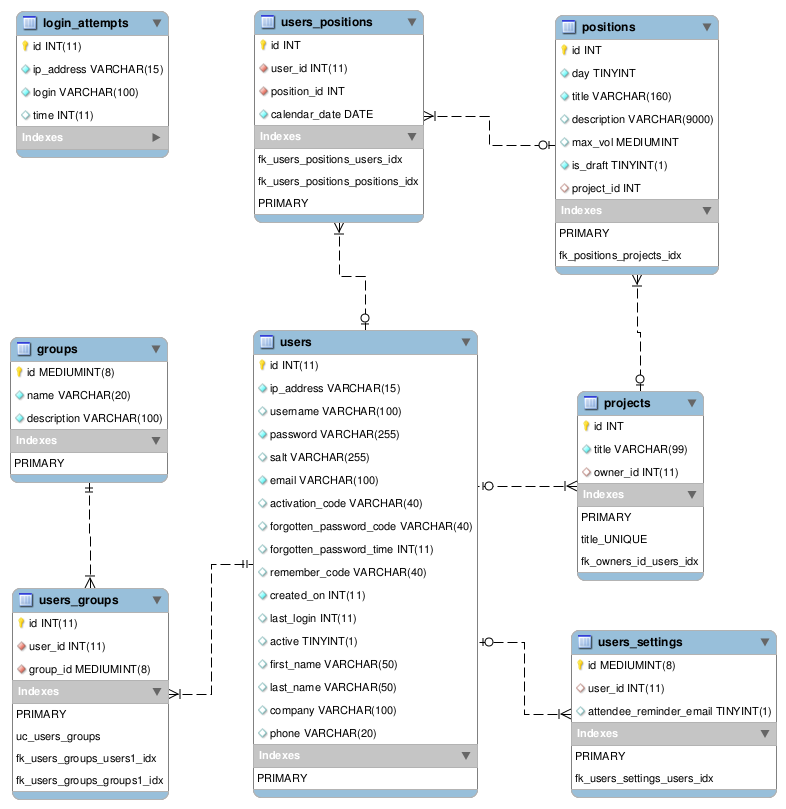 login_attempts
id INT(11)
ip_address VARCHAR(15)
login VARCHAR(100)
time INT(11)
Indexes
users_positions
id INT
user_id INT(11)
position_id INT
calendar_date DATE
Indexes
fk_users_positions_users_idx
fk_users_positions_positions_idx
PRIMARY
positions
id INT
day TINYINT
title VARCHAR(160)
description VARCHAR(9000)
max_vol MEDIUMINT
is_draft TINYINT(1)
project_id INT
Indexes
PRIMARY
fk_positions_projects_idx
groups
id MEDIUMINT(8)
name VARCHAR(20)
description VARCHAR(100)
Indexes
PRIMARY
users
id INT(11)
ip_address VARCHAR(15)
username VARCHAR(100)
password VARCHAR(255)
salt VARCHAR(255)
email VARCHAR(100)
activation_code VARCHAR(40)
forgotten_password_code VARCHAR(40)
forgotten_password_time INT(11)
remember_code VARCHAR(40)
created_on INT(11)
last_login INT(11)
active TINYINT(1)
first_name VARCHAR(50)
last_name VARCHAR(50)
company VARCHAR(100)
phone VARCHAR(20)
Indexes
PRIMARY
projects
id INT
title VARCHAR(99)
owner_id INT(11)
Indexes
PRIMARY
title_UNIQUE
fk_owners_id_users_idx
users_groups
id INT(11)
user_id INT(11)
group_id MEDIUMINT(8)
Indexes
PRIMARY
uc_users_groups
fk_users_groups_users1_idx
fk_users_groups_groups1_idx
users_settings
id MEDIUMINT(8)
user_id INT(11)
attendee_reminder_email TINYINT(1)
Indexes
PRIMARY
fk_users_settings_users_idx